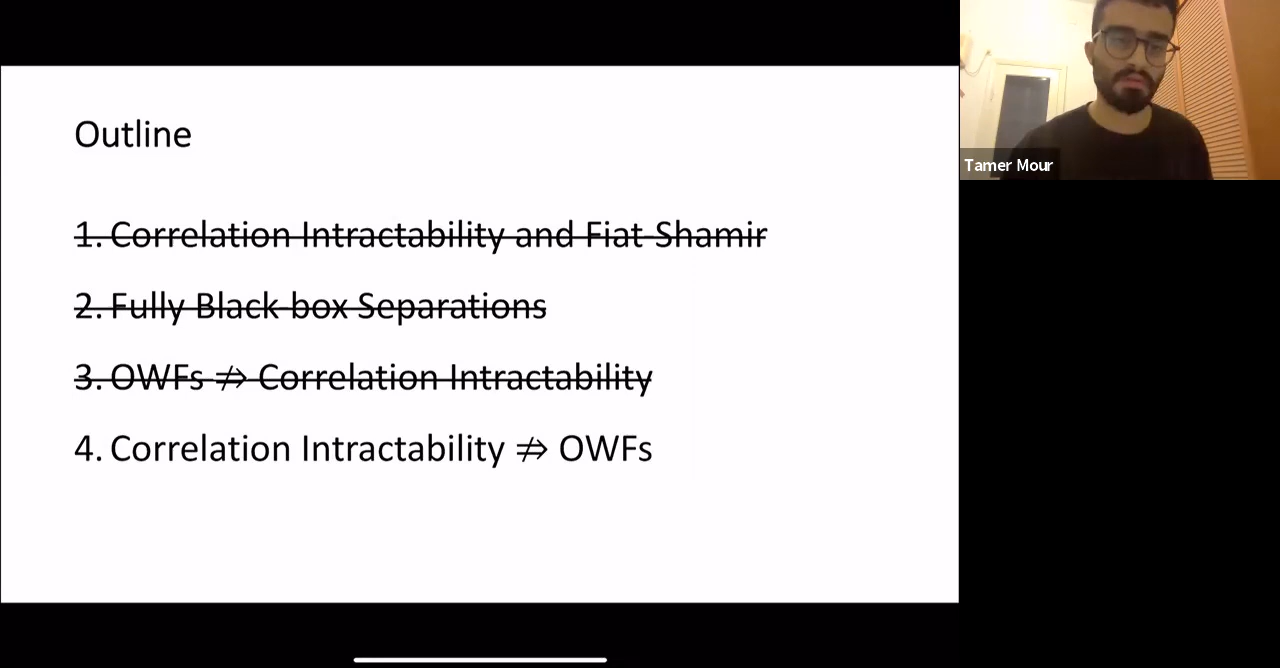 Outline
1. Correlation Intractability and Fiat-Shamir
2. Fully Black-box Separations
3. OWFs ⇏ Correlation Intractability
4. Correlation Intractability ⇏ OWFs
Tamer Mour